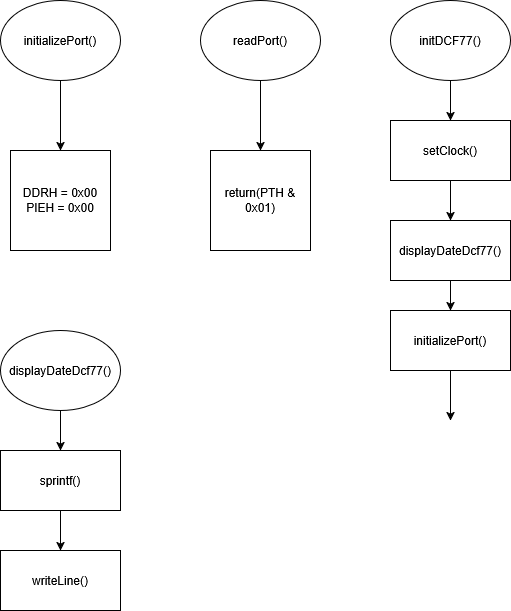 initializePort()
readPort()
initDCF77()
setClock()
DDRH = 0x00
PIEH = 0x00
return(PTH &
0x01)
displayDateDcf77()
initializePort()
displayDateDcf77()
sprintf()
writeLine()